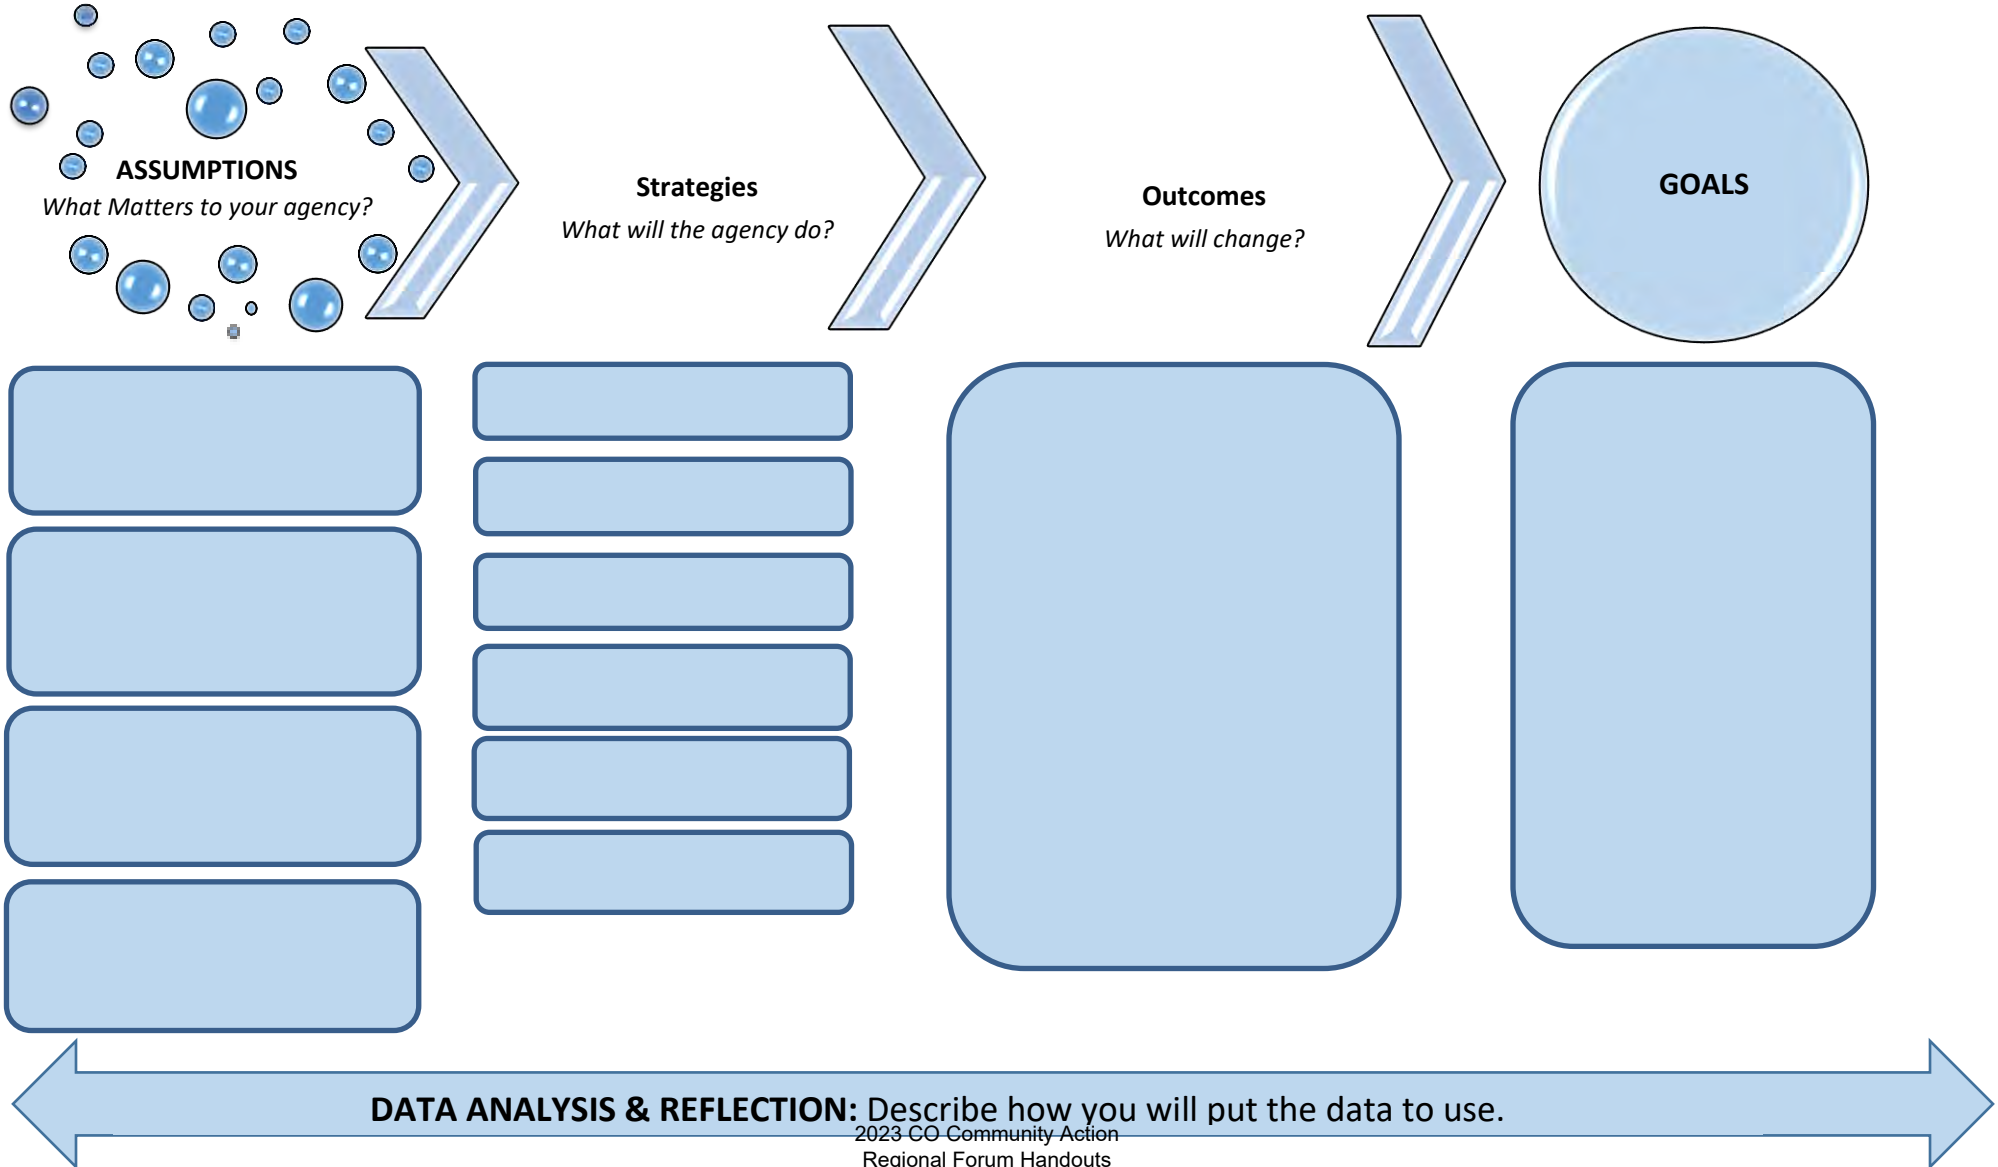 ASSUMPTIONS
What Matters to your agency?
Strategies
What will the agency do?
Outcomes
What will change?
GOALS
DATA ANALYSIS & REFLECTION: Describe how you will put the data to use.
2023 CO Community Action
Regional Forum Handouts